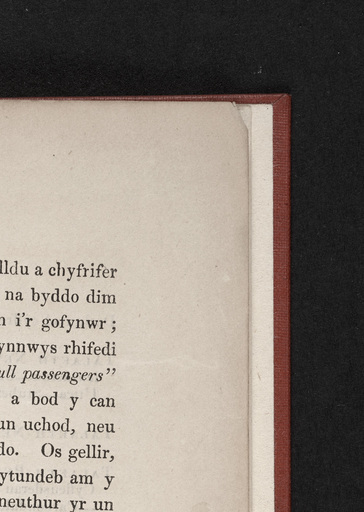 lldu a chyfrifer
na byddo dim
i'r gofynwr ;
ynnwys rhifedi
ull passengers”
a bod y can
un uchod, neu
do. Os gellir,
ytundeb am y
neuthur yr un